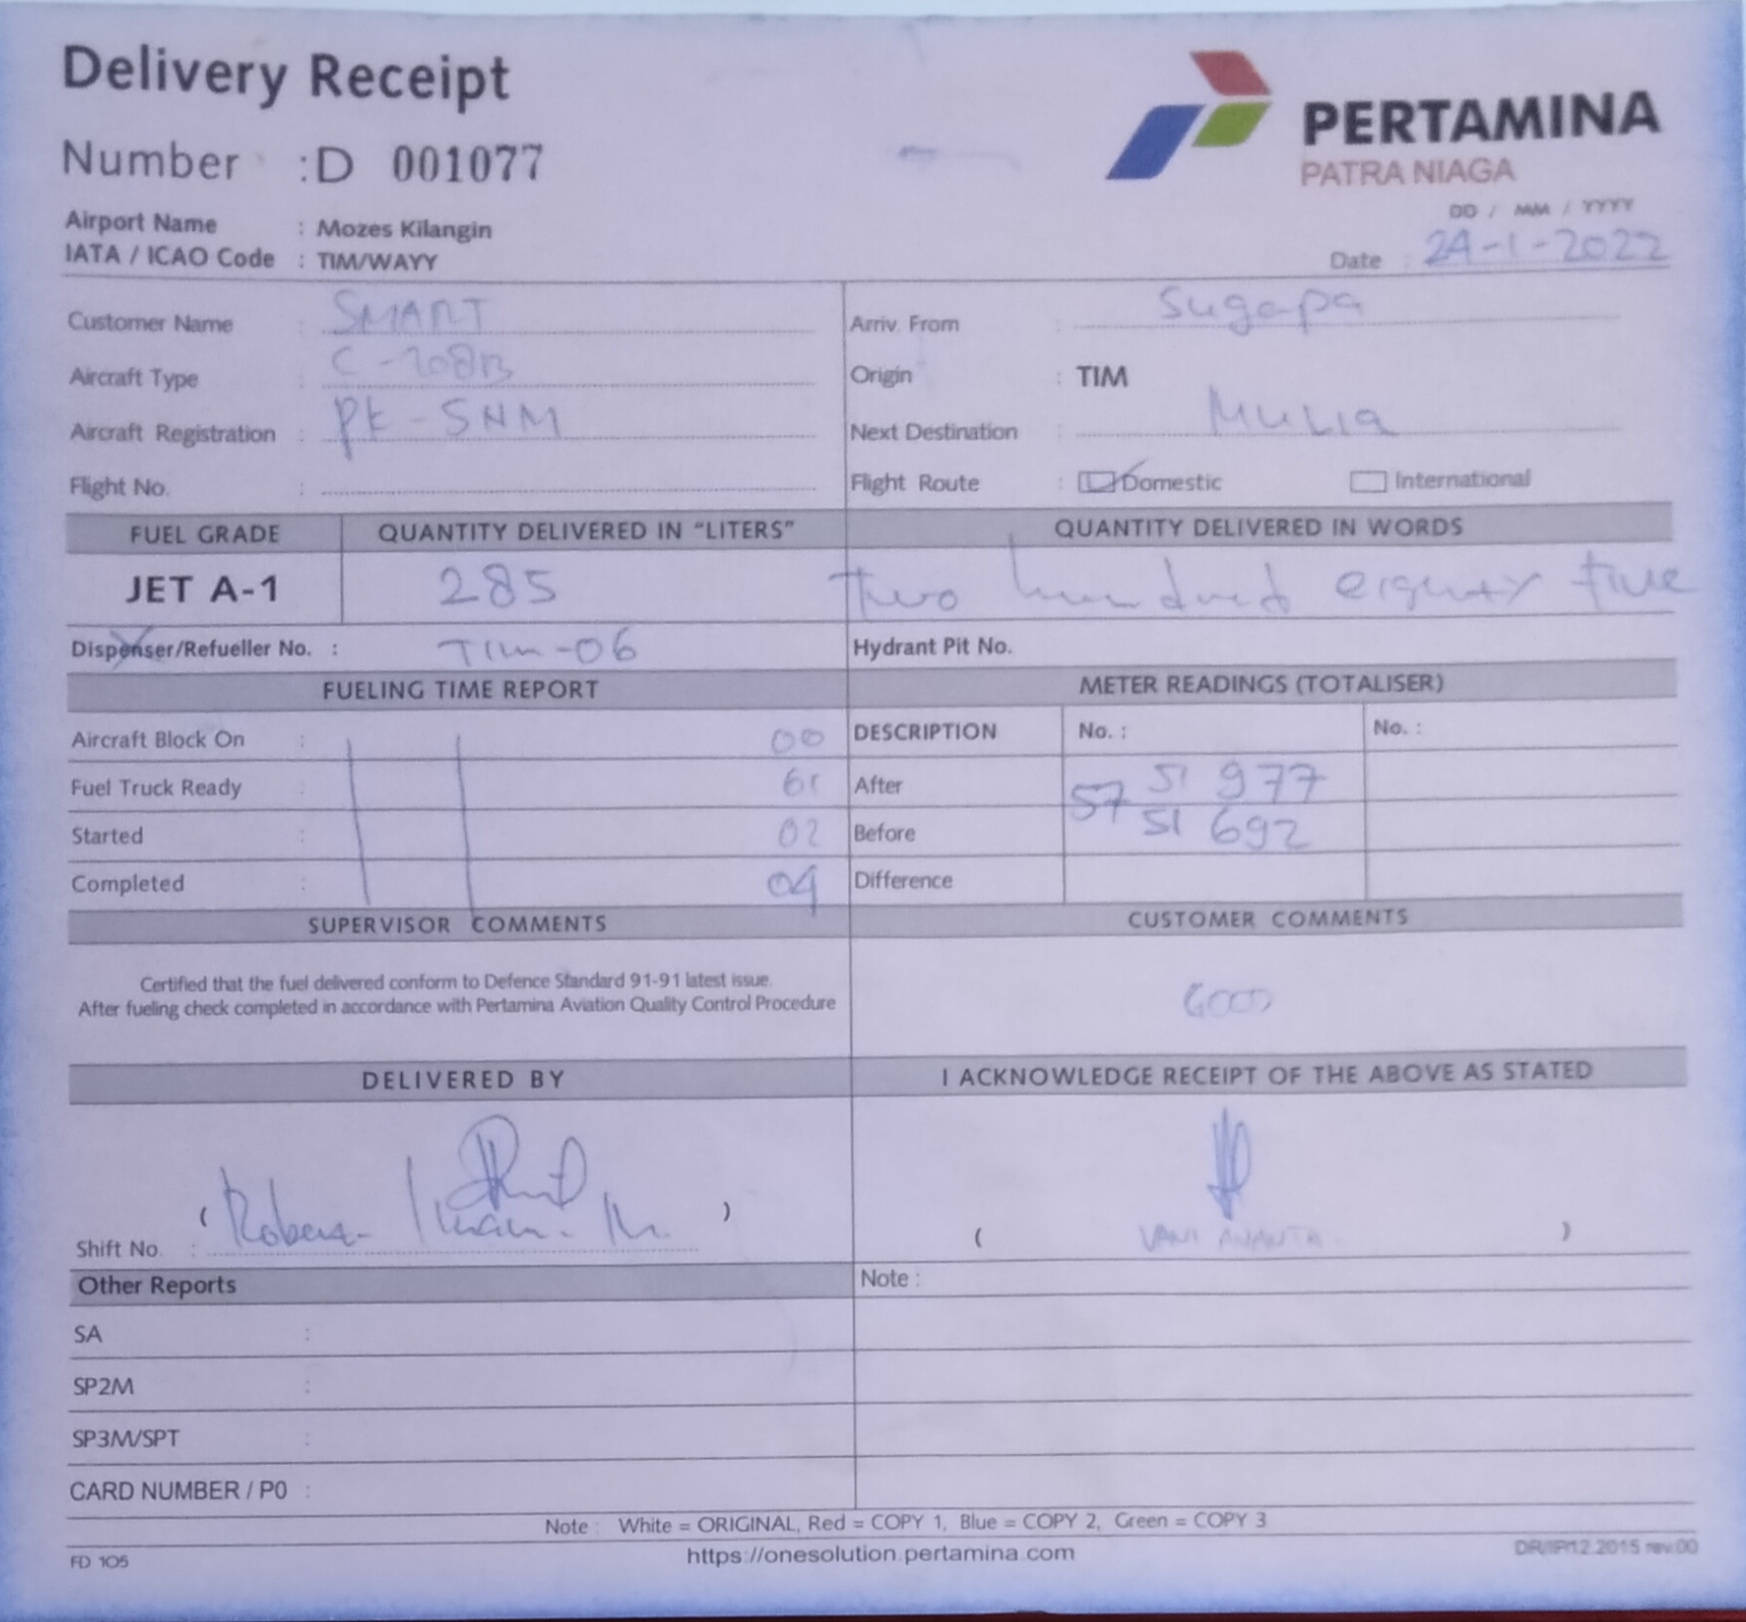 Delivery Receipt
PERTAMINA
PATRA NIAGA
Number :D 001077
DD / MM / YYYY
Airport Name : Mozes Kilangin
IATA / ICAO Code : TIM/WAYY
Date : 24-1-2022
Customer Name : SMART
Arriv. From : Sugapa
Aircraft Type : C-208B
Origin : TIM
Aircraft Registration : PK-SNM
Next Destination : MULIA
Flight No. :
Flight Route : Domestic International
FUEL GRADE QUANTITY DELIVERED IN “LITERS” QUANTITY DELIVERED IN WORDS
JET A-1 285 Two hundred eighty five
Dispenser/Refueller No. : TIM-06 Hydrant Pit No.
FUELING TIME REPORT METER READINGS (TOTALISER)
Aircraft Block On : 00 DESCRIPTION No. : No. :
Fuel Truck Ready : 01 After 57 51 977
Started : 02 Before 51 692
Completed : 04 Difference
SUPERVISOR COMMENTS CUSTOMER COMMENTS
Certified that the fuel delivered conform to Defence Standard 91-91 latest issue.
After fueling check completed in accordance with Pertamina Aviation Quality Control Procedure
GOOD
DELIVERED BY I ACKNOWLEDGE RECEIPT OF THE ABOVE AS STATED
( )
Shift No. : ( VANI ANANTA )
Other Reports Note :
SA :
SP2M :
SP3M/SPT :
CARD NUMBER / P0 :
Note : White = ORIGINAL, Red = COPY 1, Blue = COPY 2, Green = COPY 3
FD 105 https://onesolution.pertamina.com DR/IP/12.2015 rev.00